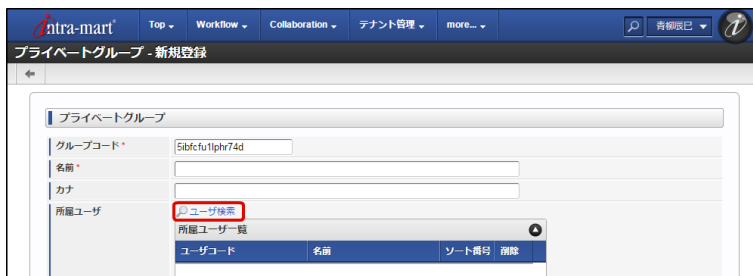 intra-mart Top Workflow Collaboration テナント管理 more... 青柳辰巳
プライベートグループ - 新規登録
プライベートグループ
グループコード * 5ibfcfu1lphr74d
名前 *
カナ
所属ユーザ ユーザ検索
所属ユーザ一覧
ユーザコード 名前 ソート番号 削除